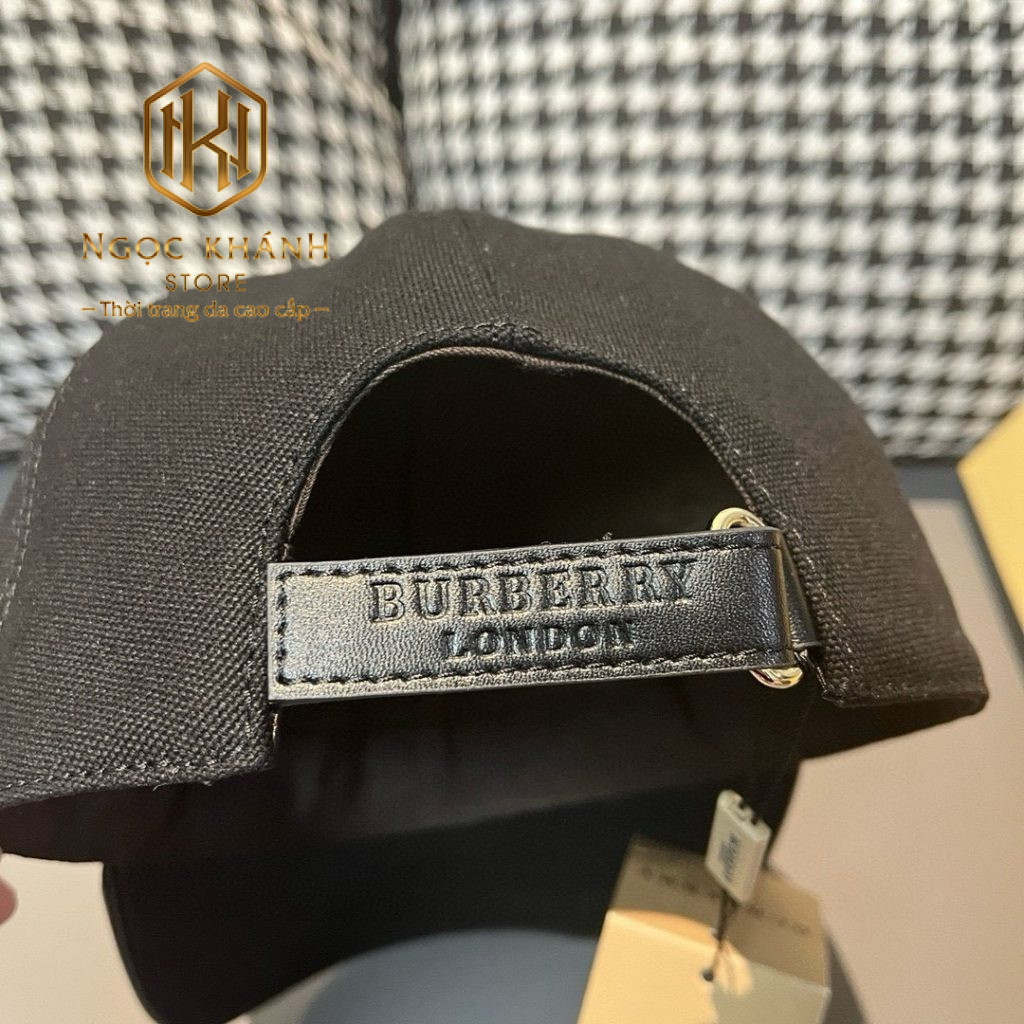 NGỌC KHÁNH
STORE
Thời trang da cao cấp
BURBERRY
LONDON